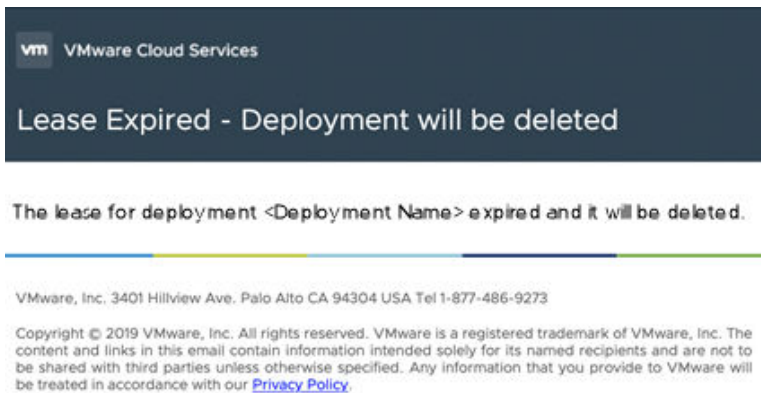 vm VMware Cloud Services
Lease Expired - Deployment will be deleted
The lease for deployment <Deployment Name> expired and it will be deleted.
VMware, Inc. 3401 Hillview Ave. Palo Alto CA 94304 USA Tel 1-877-486-9273
Copyright © 2019 VMware, Inc. All rights reserved. VMware is a registered trademark of VMware, Inc. The
content and links in this email contain information intended solely for its named recipients and are not to
be shared with third parties unless otherwise specified. Any information that you provide to VMware will
be treated in accordance with our Privacy Policy.